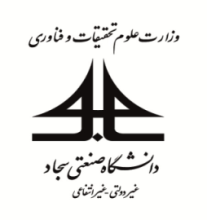 وزارت علوم تحقیقات و فناوری
دانشگاه صنعتی سجاد
غیر دولتی - غیر انتفاعی